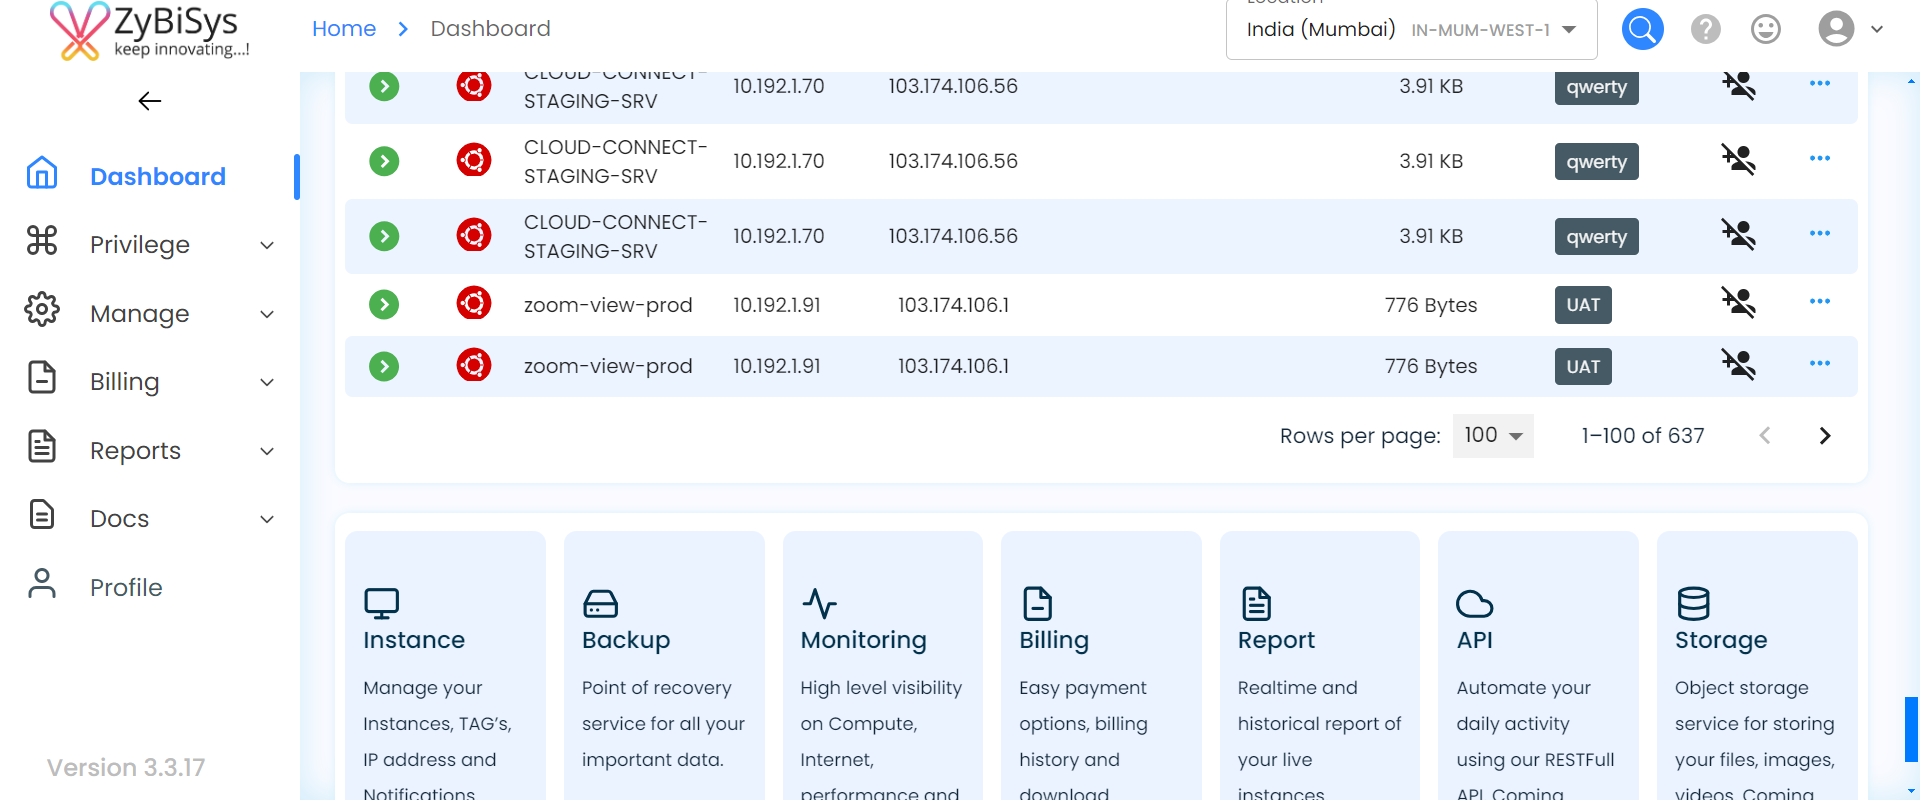 ZyBiSys
keep innovating...!
Home > Dashboard
Location
India (Mumbai) IN-MUM-WEST-1
Dashboard
Privilege
Manage
Billing
Reports
Docs
Profile
Version 3.3.17
CLOUD-CONNECT-
STAGING-SRV 10.192.1.70 103.174.106.56 3.91 KB qwerty
CLOUD-CONNECT-
STAGING-SRV 10.192.1.70 103.174.106.56 3.91 KB qwerty
CLOUD-CONNECT-
STAGING-SRV 10.192.1.70 103.174.106.56 3.91 KB qwerty
zoom-view-prod 10.192.1.91 103.174.106.1 776 Bytes UAT
zoom-view-prod 10.192.1.91 103.174.106.1 776 Bytes UAT
Rows per page: 100 1–100 of 637
Instance
Manage your
Instances, TAG's,
IP address and
Notifications
Backup
Point of recovery
service for all your
important data.
Monitoring
High level visibility
on Compute,
Internet,
performance and
Billing
Easy payment
options, billing
history and
download
Report
Realtime and
historical report of
your live
instances
API
Automate your
daily activity
using our RESTFull
API. Coming
Storage
Object storage
service for storing
your files, images,
videos. Coming